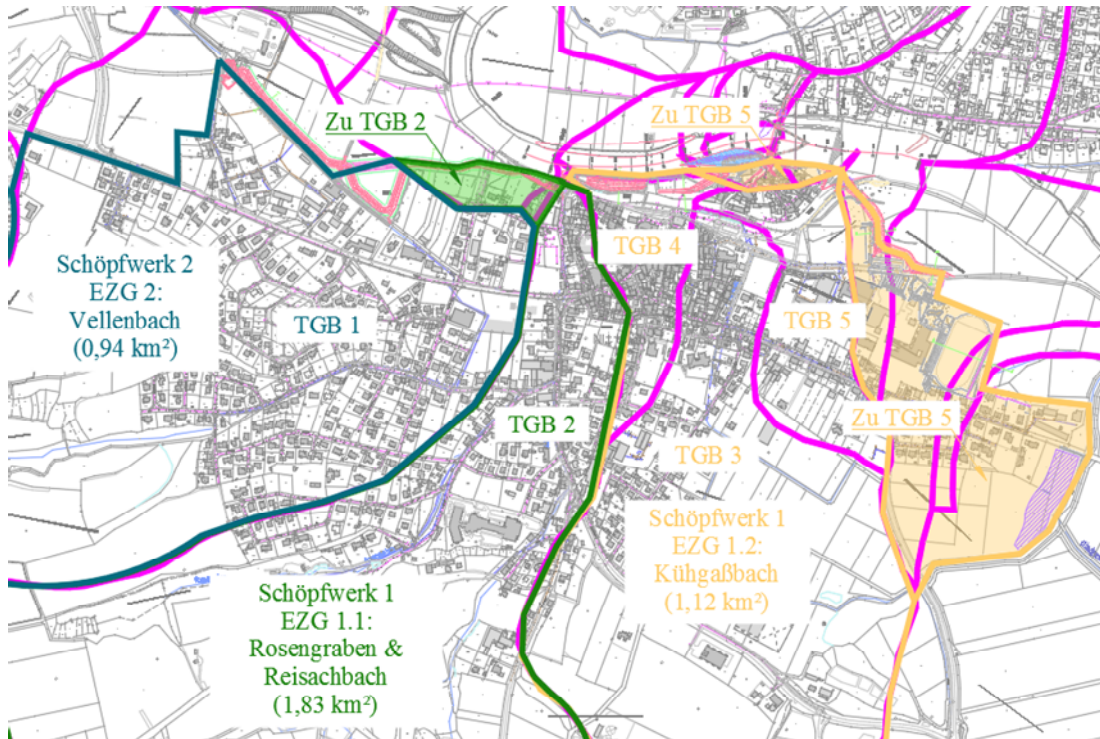 Zu TGB 2
Zu TGB 5
TGB 4
Schöpfwerk 2
EZG 2:
Vellenbach
(0,94 km²)
TGB 1
TGB 5
TGB 2
Zu TGB 5
TGB 3
Schöpfwerk 1
EZG 1.2:
Kühgaßbach
(1,12 km²)
Schöpfwerk 1
EZG 1.1:
Rosengraben &
Reisachbach
(1,83 km²)